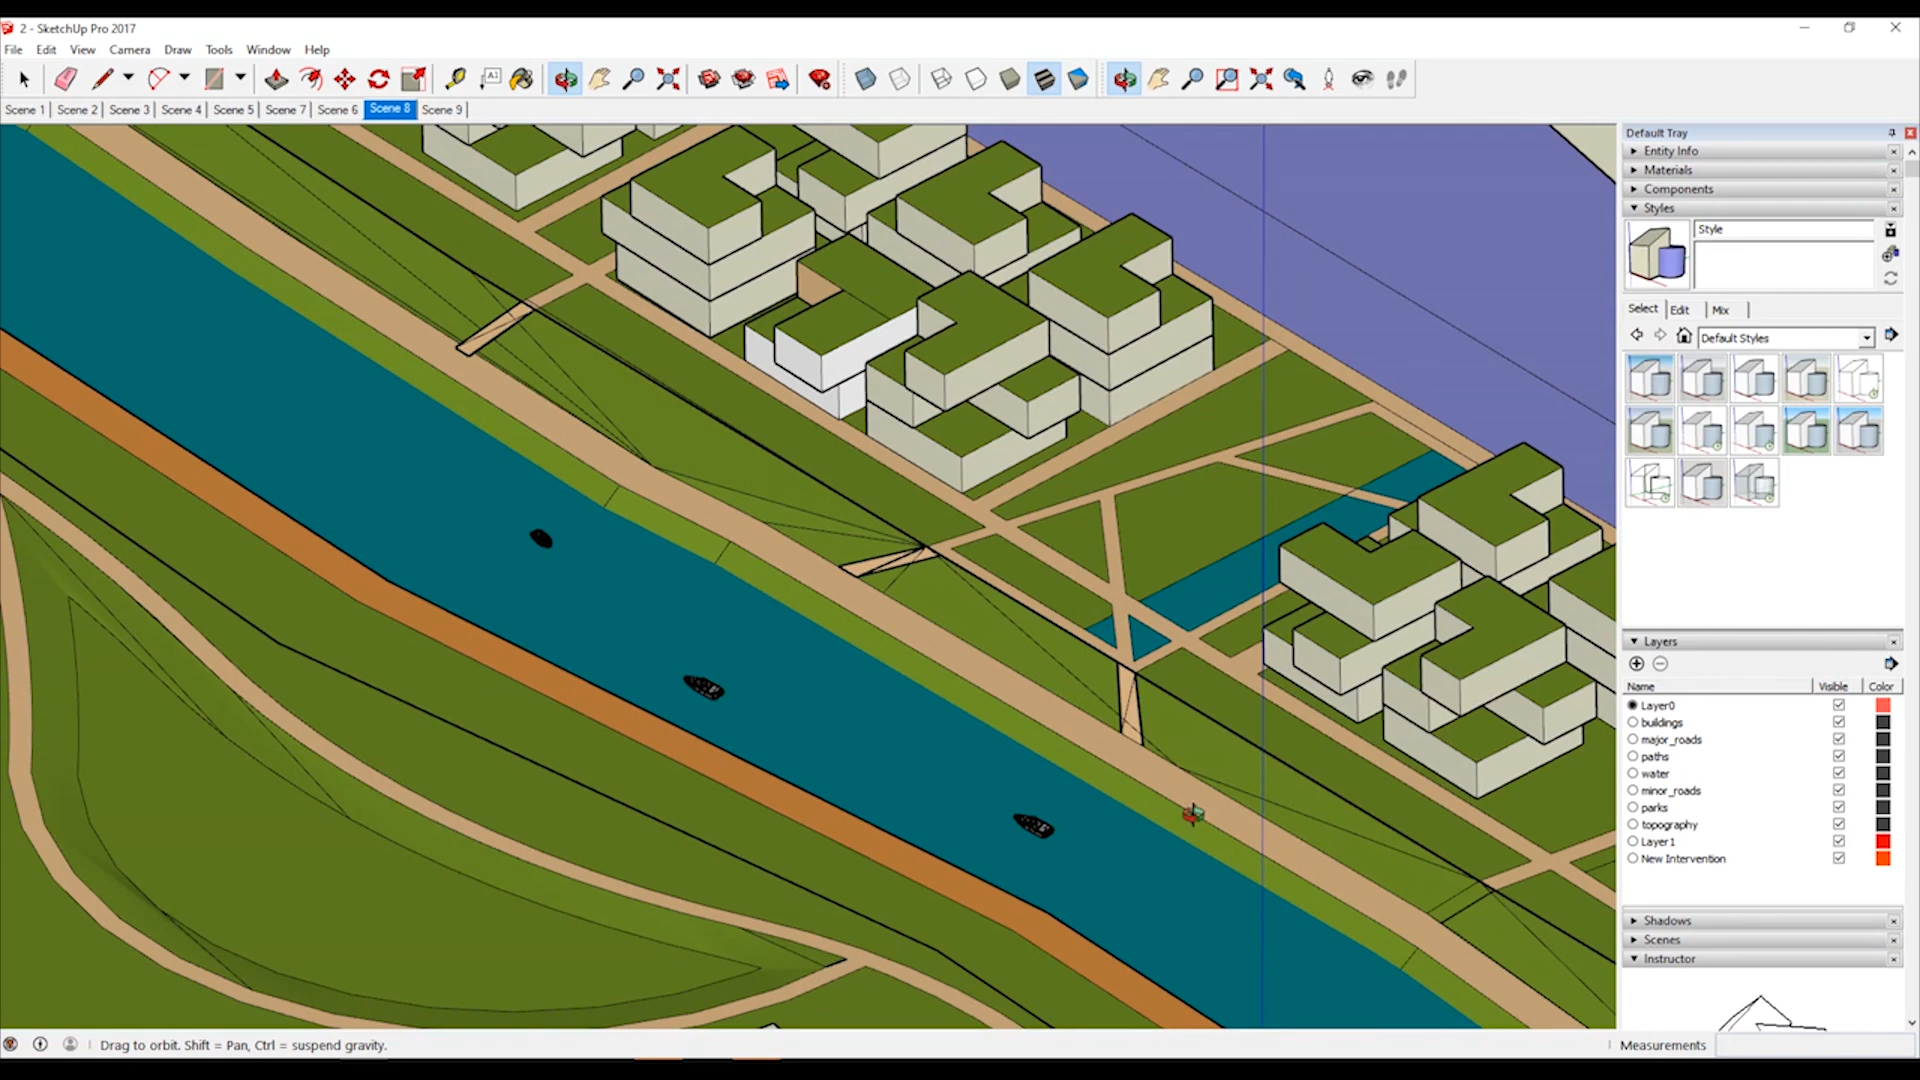 2 - SketchUp Pro 2017
File Edit View Camera Draw Tools Window Help
A1
Scene 1 Scene 2 Scene 3 Scene 4 Scene 5 Scene 7 Scene 6 Scene 8 Scene 9
Default Tray
Entity Info
Materials
Components
Styles
Style
Select Edit Mix
Default Styles
Layers
Name Visible Color
Layer0
buildings
major_roads
paths
water
minor_roads
parks
topography
Layer1
New Intervention
Shadows
Scenes
Instructor
Drag to orbit. Shift = Pan, Ctrl = suspend gravity.
Measurements